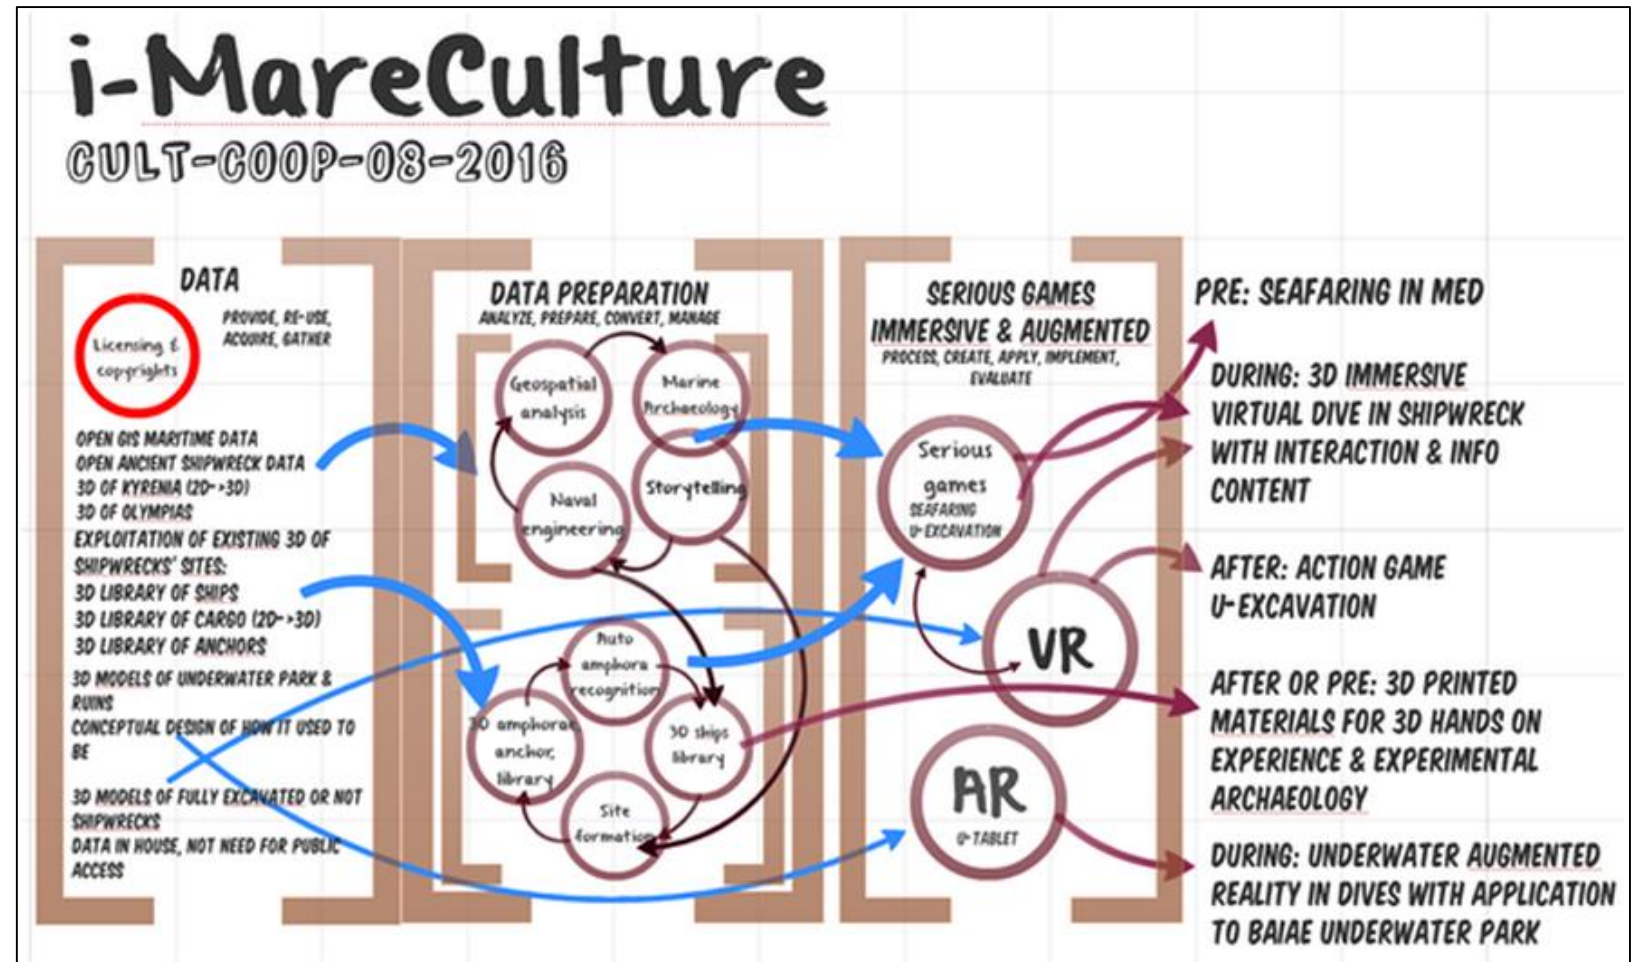 i-MareCulture
CULT-COOP-08-2016
DATA
Licensing &
copyrights
PROVIDE, RE-USE,
ACQUIRE, GATHER
OPEN GIS MARITIME DATA
OPEN ANCIENT SHIPWRECK DATA
3D OF KYRENIA (2D->3D)
3D OF OLYMPIAS
EXPLOITATION OF EXISTING 3D OF
SHIPWRECKS' SITES:
3D LIBRARY OF SHIPS
3D LIBRARY OF CARGO (2D->3D)
3D LIBRARY OF ANCHORS
3D MODELS OF UNDERWATER PARK &
RUINS
CONCEPTUAL DESIGN OF HOW IT USED TO
BE
3D MODELS OF FULLY EXCAVATED OR NOT
SHIPWRECKS
DATA IN HOUSE, NOT NEED FOR PUBLIC
ACCESS
DATA PREPARATION
ANALYZE, PREPARE, CONVERT, MANAGE
Geospatial
analysis
Marine
Archaeology
Naval
engineering
Storytelling
Auto
amphora
recognition
3D amphorae,
anchor,
library
3D ships
library
Site
formation
SERIOUS GAMES
IMMERSIVE & AUGMENTED
PROCESS, CREATE, APPLY, IMPLEMENT,
EVALUATE
Serious
games
SEAFARING
U-EXCAVATION
VR
AR
U-TABLET
PRE: SEAFARING IN MED
DURING: 3D IMMERSIVE
VIRTUAL DIVE IN SHIPWRECK
WITH INTERACTION & INFO
CONTENT
AFTER: ACTION GAME
U-EXCAVATION
AFTER OR PRE: 3D PRINTED
MATERIALS FOR 3D HANDS ON
EXPERIENCE & EXPERIMENTAL
ARCHAEOLOGY
DURING: UNDERWATER AUGMENTED
REALITY IN DIVES WITH APPLICATION
TO BAIAE UNDERWATER PARK